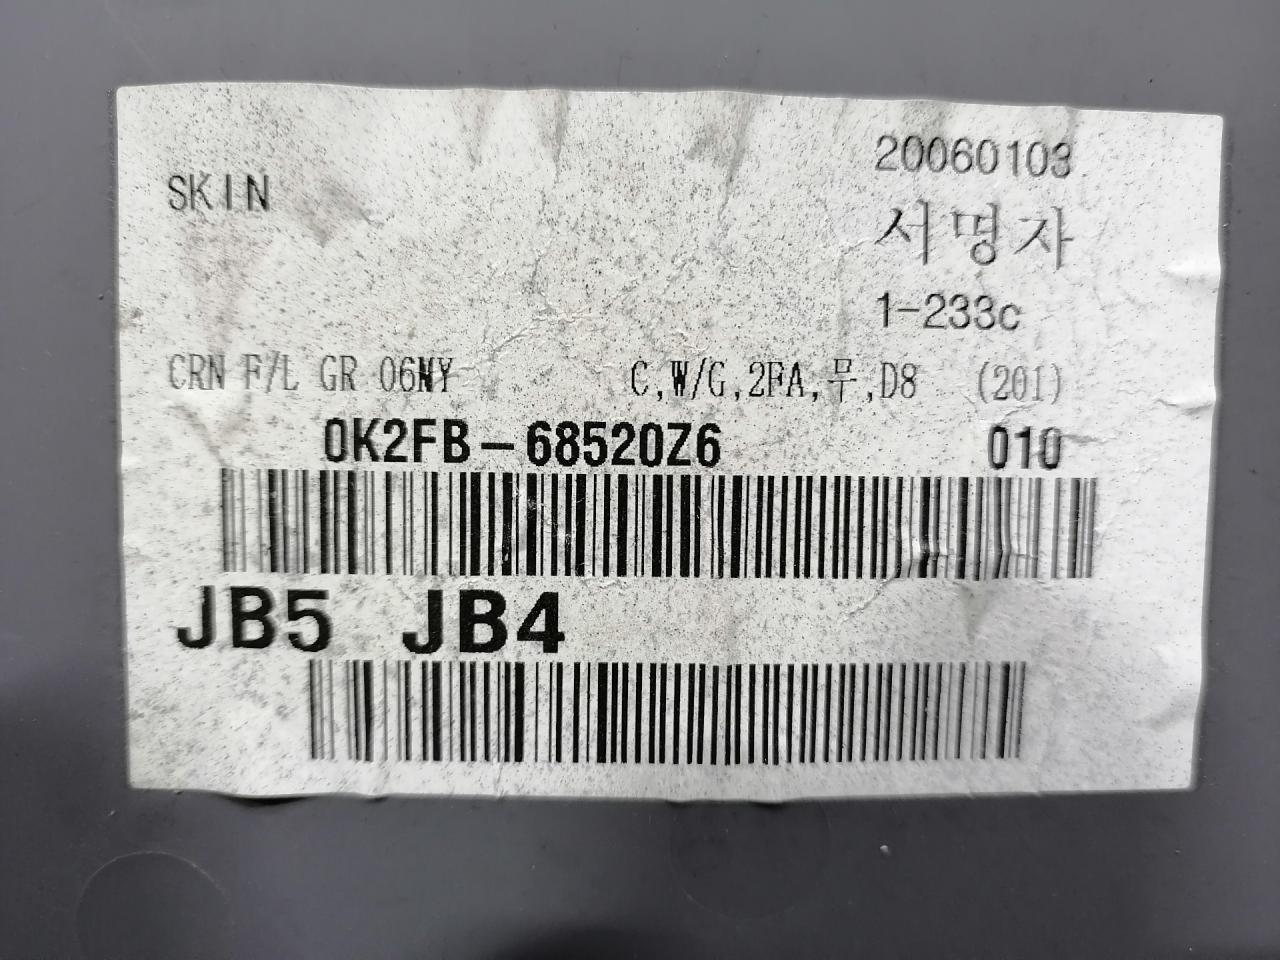 20060103
SKIN
서명자
1-233c
CRN F/L GR 06MY C,W/G,2FA,무,D8 (201)
0K2FB-68520Z6 010
JB5 JB4